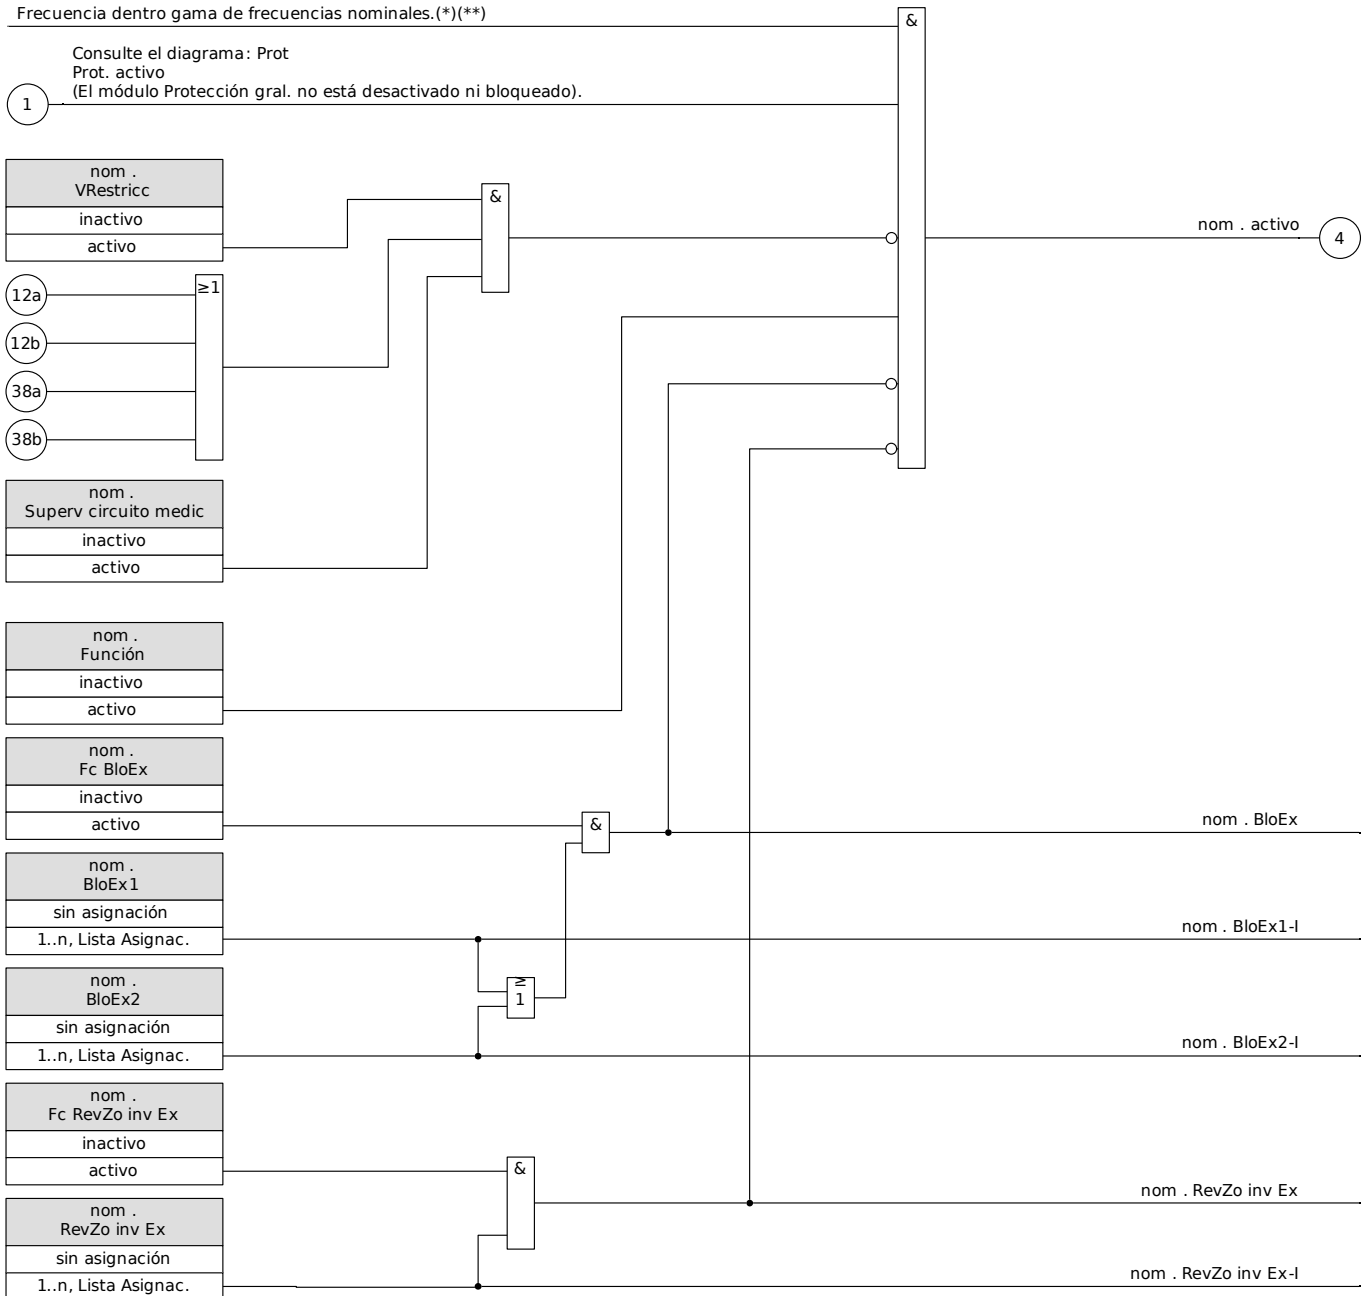 Frecuencia dentro gama de frecuencias nominales.(*)(**)
&
Consulte el diagrama: Prot
Prot. activo
(El módulo Protección gral. no está desactivado ni bloqueado).
1
nom .
VRestricc
inactivo
activo
&
nom . activo
4
12a
≥1
12b
38a
38b
nom .
Superv circuito medic
inactivo
activo
nom .
Función
inactivo
activo
nom .
Fc BloEx
inactivo
activo
&
nom . BloEx
nom .
BloEx1
sin asignación
1..n, Lista Asignac.
nom . BloEx1-I
≥
1
nom .
BloEx2
sin asignación
1..n, Lista Asignac.
nom . BloEx2-I
nom .
Fc RevZo inv Ex
inactivo
activo
&
nom . RevZo inv Ex
nom .
RevZo inv Ex
sin asignación
1..n, Lista Asignac.
nom . RevZo inv Ex-I